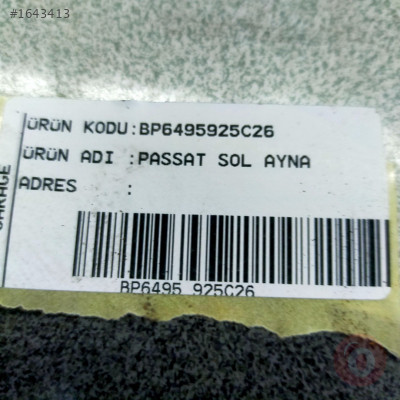 #1643413
ÜRÜN KODU:BP6495925C26
ÜRÜN ADI :PASSAT SOL AYNA
ADRES :
BP6495 925C26